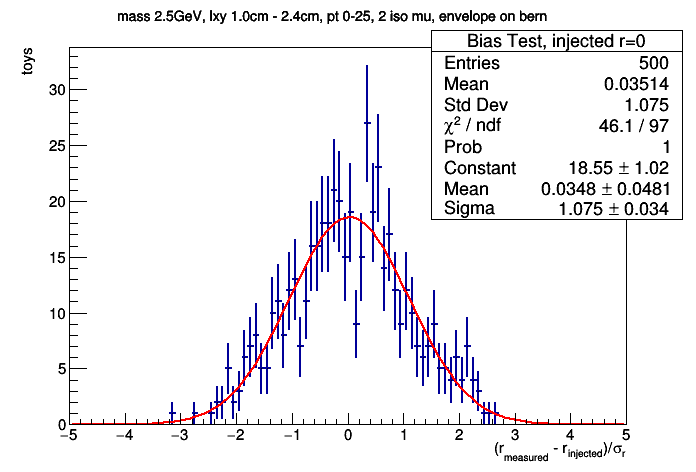 mass 2.5GeV, lxy 1.0cm - 2.4cm, pt 0-25, 2 iso mu, envelope on bern
Bias Test, injected r=0
Entries 500
Mean 0.03514
Std Dev 1.075
χ² / ndf 46.1 / 97
Prob 1
Constant 18.55 ± 1.02
Mean 0.0348 ± 0.0481
Sigma 1.075 ± 0.034
toys
30
25
20
15
10
5
0
−5 −4 −3 −2 −1 0 1 2 3 4 5
(r_measured - r_injected)/σ_r